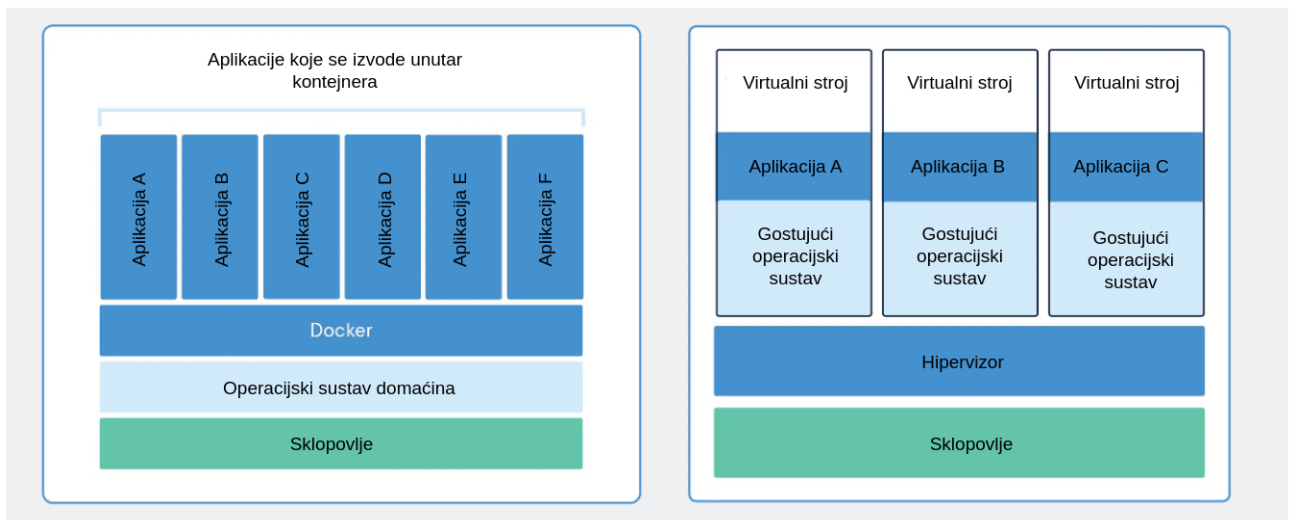 Aplikacije koje se izvode unutar
kontejnera
Aplikacija A
Aplikacija B
Aplikacija C
Aplikacija D
Aplikacija E
Aplikacija F
Docker
Operacijski sustav domaćina
Sklopovlje
Virtualni stroj
Aplikacija A
Gostujući
operacijski
sustav
Virtualni stroj
Aplikacija B
Gostujući
operacijski
sustav
Virtualni stroj
Aplikacija C
Gostujući
operacijski
sustav
Hipervizor
Sklopovlje